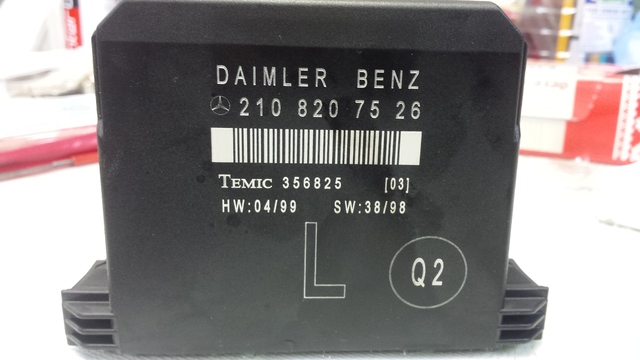 DAIMLER BENZ
210 820 75 26
TEMIC 356825 [03]
HW:04/99 SW:38/98
L
Q2